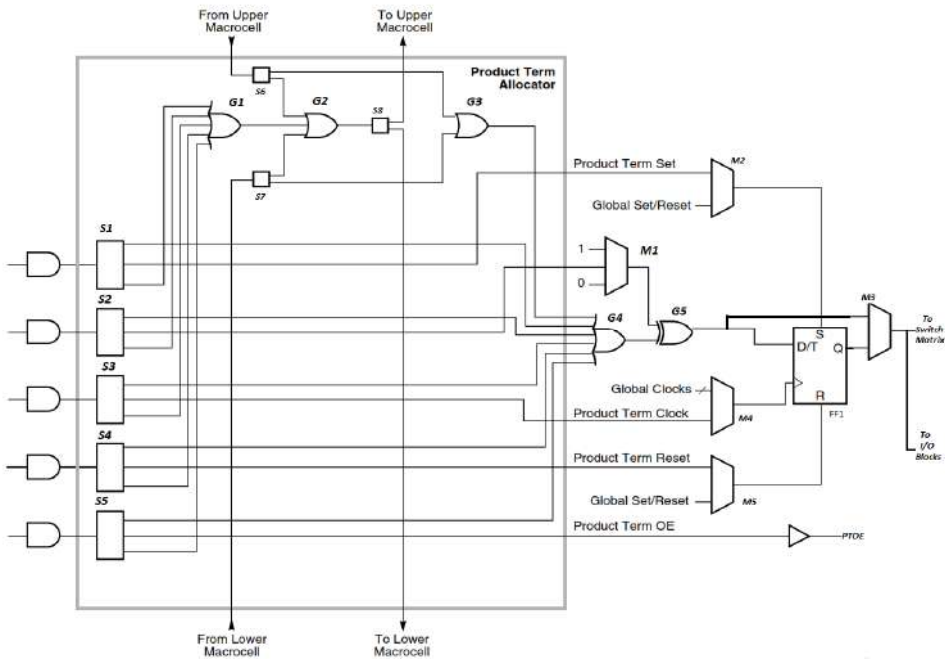 From Upper
Macrocell
To Upper
Macrocell
Product Term
Allocator
S6
G1
G2
S8
G3
S7
Product Term Set
M2
Global Set/Reset
S1
1
M1
0
S2
G4
G5
M3
To
Switch
Matrix
S
D/T
Q
R
FF1
S3
Global Clocks
Product Term Clock
M4
S4
Product Term Reset
To
I/O
Blocks
Global Set/Reset
M5
S5
Product Term OE
PTOE
From Lower
Macrocell
To Lower
Macrocell